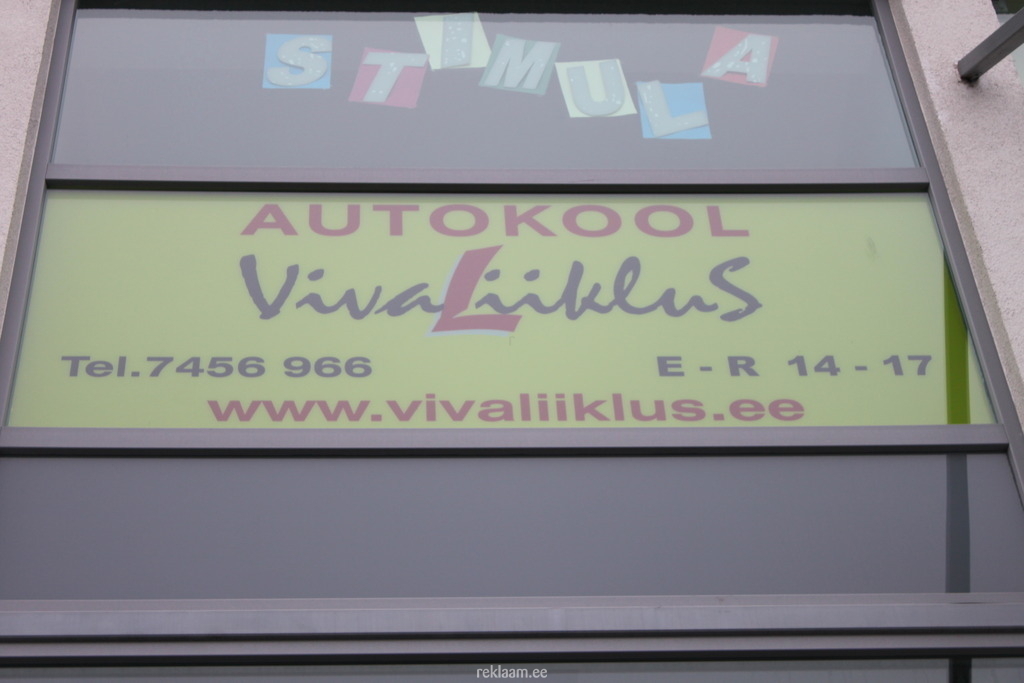 STIMULA
AUTOKOOL
VivaLiiklus
Tel.7456 966 E - R 14 - 17
www.vivaliiklus.ee
reklaam.ee